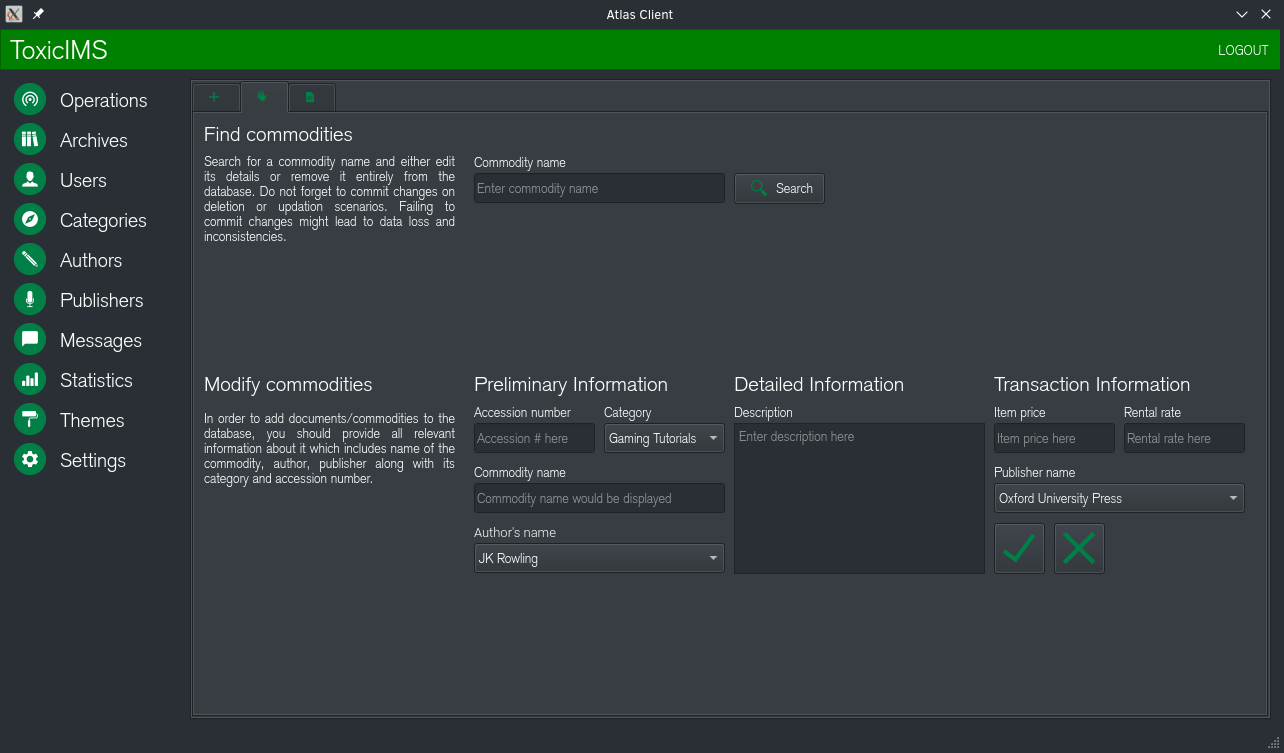 Atlas Client
ToxicIMS
LOGOUT
Operations
Archives
Users
Categories
Authors
Publishers
Messages
Statistics
Themes
Settings
Find commodities
Search for a commodity name and either edit
its details or remove it entirely from the
database. Do not forget to commit changes on
deletion or updation scenarios. Failing to
commit changes might lead to data loss and
inconsistencies.
Commodity name
Enter commodity name
Search
Modify commodities
In order to add documents/commodities to the
database, you should provide all relevant
information about it which includes name of the
commodity, author, publisher along with its
category and accession number.
Preliminary Information
Accession number
Category
Accession # here
Gaming Tutorials
Commodity name
Commodity name would be displayed
Author's name
JK Rowling
Detailed Information
Description
Enter description here
Transaction Information
Item price
Rental rate
Item price here
Rental rate here
Publisher name
Oxford University Press